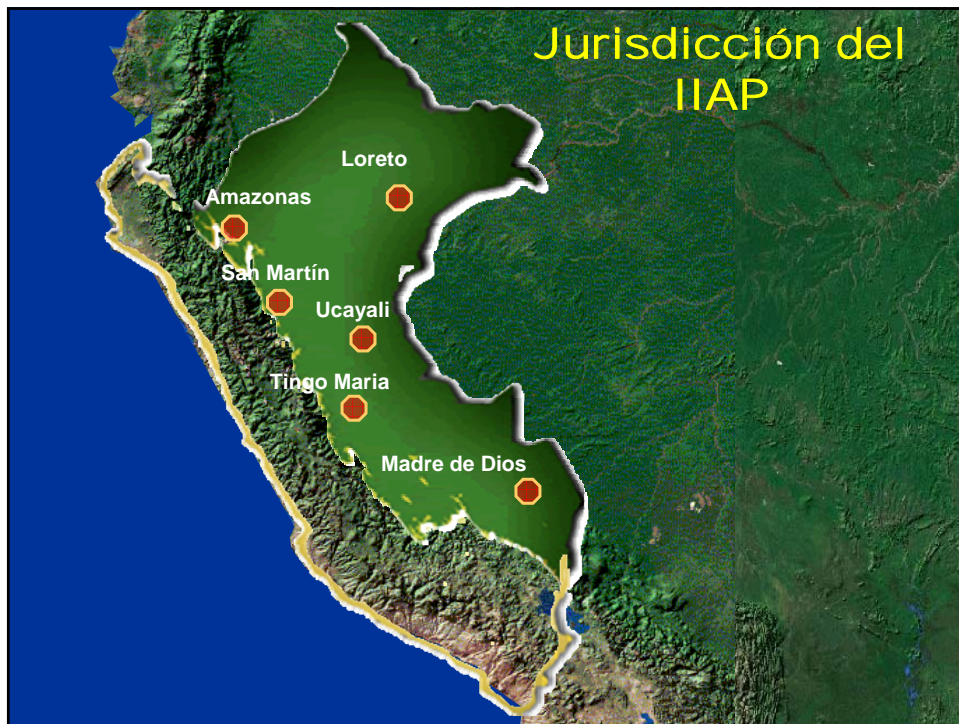 Jurisdicción del
IIAP
Loreto
Amazonas
San Martín
Ucayali
Tingo Maria
Madre de Dios